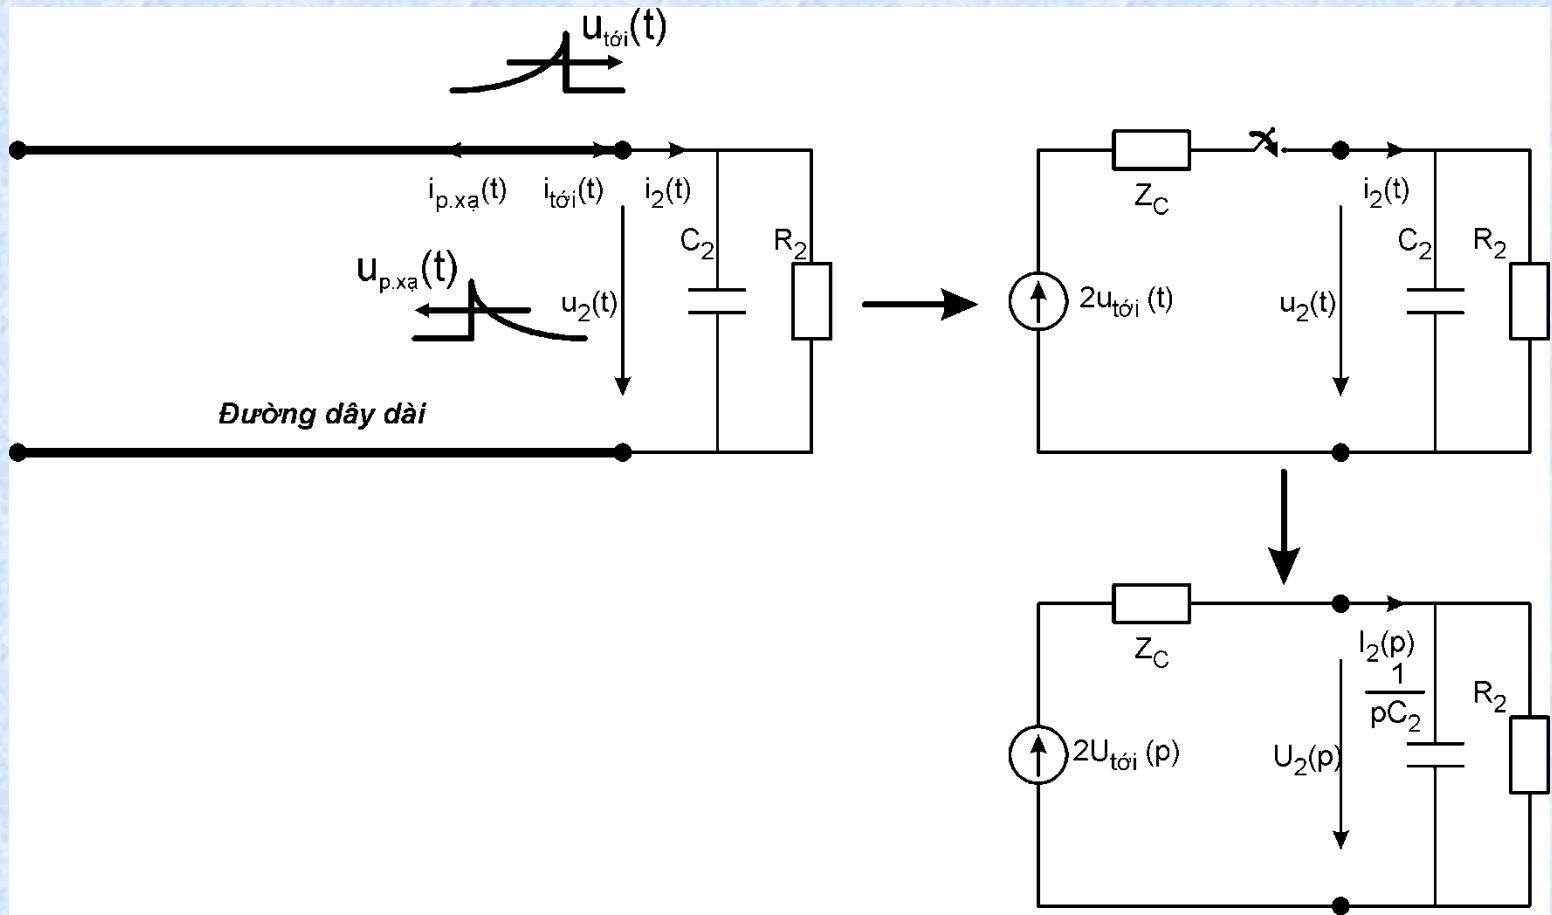 u_tới(t)
i_p.xạ(t) i_tới(t) i_2(t)
C_2 R_2
u_p.xạ(t)
u_2(t)
Đường dây dài
Z_C
i_2(t)
C_2 R_2
2u_tới (t)
u_2(t)
Z_C
I_2(p)
1
pC_2
R_2
2U_tới (p)
U_2(p)